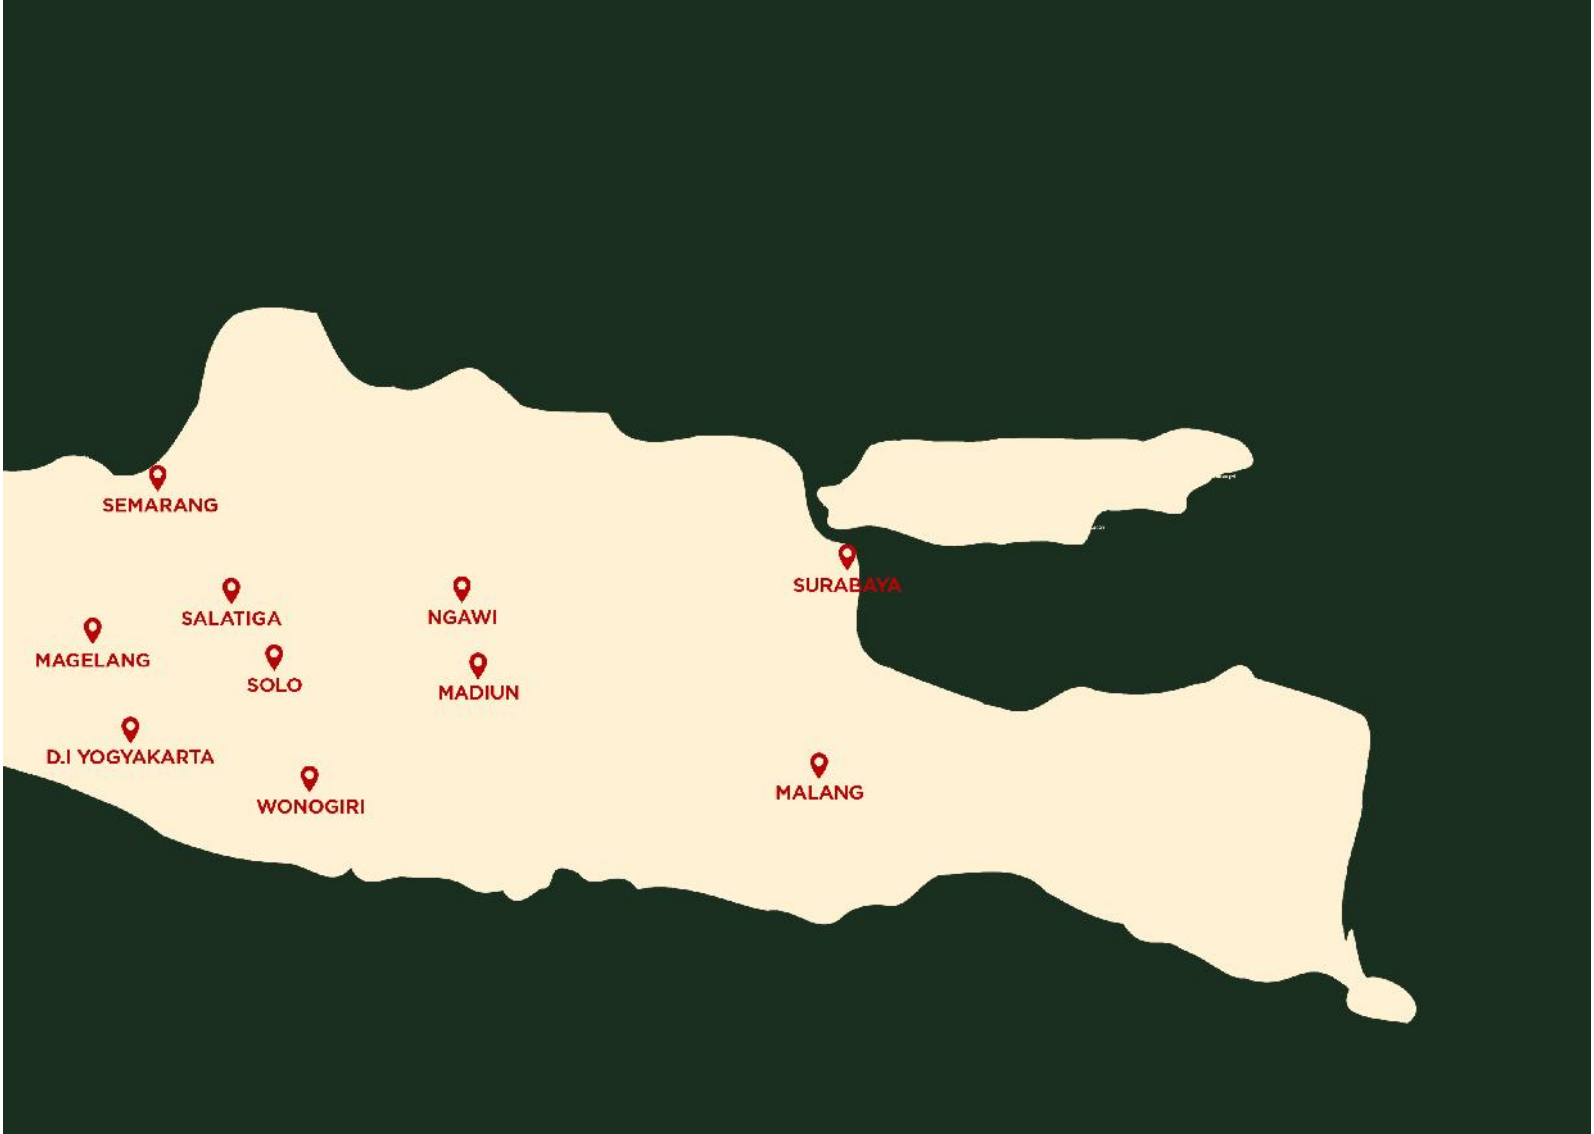 SEMARANG
SURABAYA
SALATIGA
NGAWI
MAGELANG
SOLO
MADIUN
D.I YOGYAKARTA
WONOGIRI
MALANG